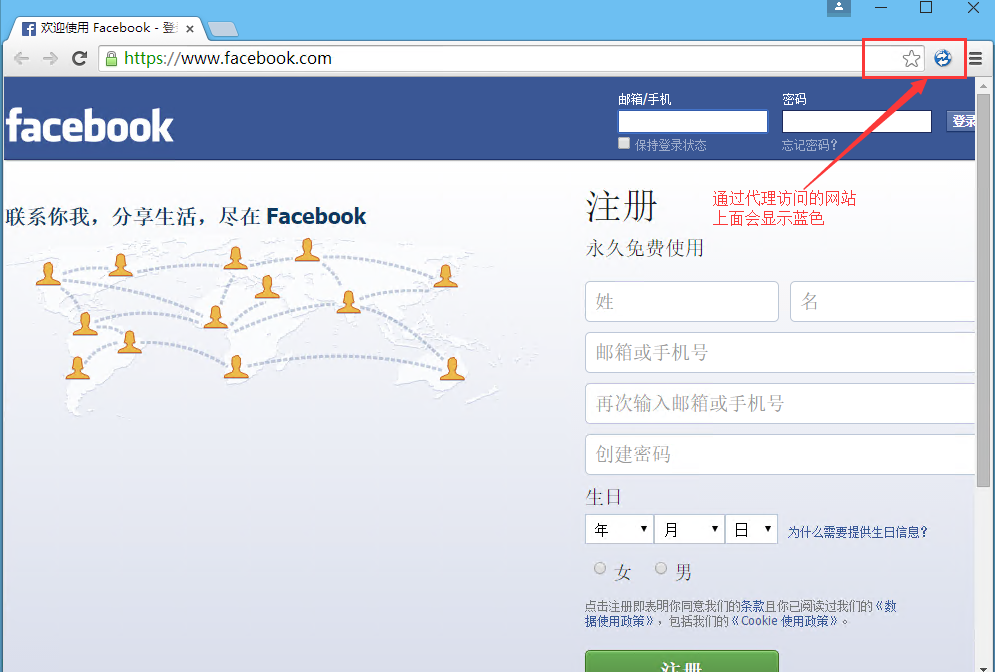 欢迎使用 Facebook - 登
https://www.facebook.com
facebook
邮箱/手机
密码
登录
保持登录状态
忘记密码?
通过代理访问的网站
上面会显示蓝色
联系你我，分享生活，尽在 Facebook
注册
永久免费使用
姓
名
邮箱或手机号
再次输入邮箱或手机号
创建密码
生日
年
月
日
为什么需要提供生日信息?
女
男
点击注册即表明你同意我们的条款且你已阅读过我们的《数
据使用政策》，包括我们的《Cookie 使用政策》。
注册